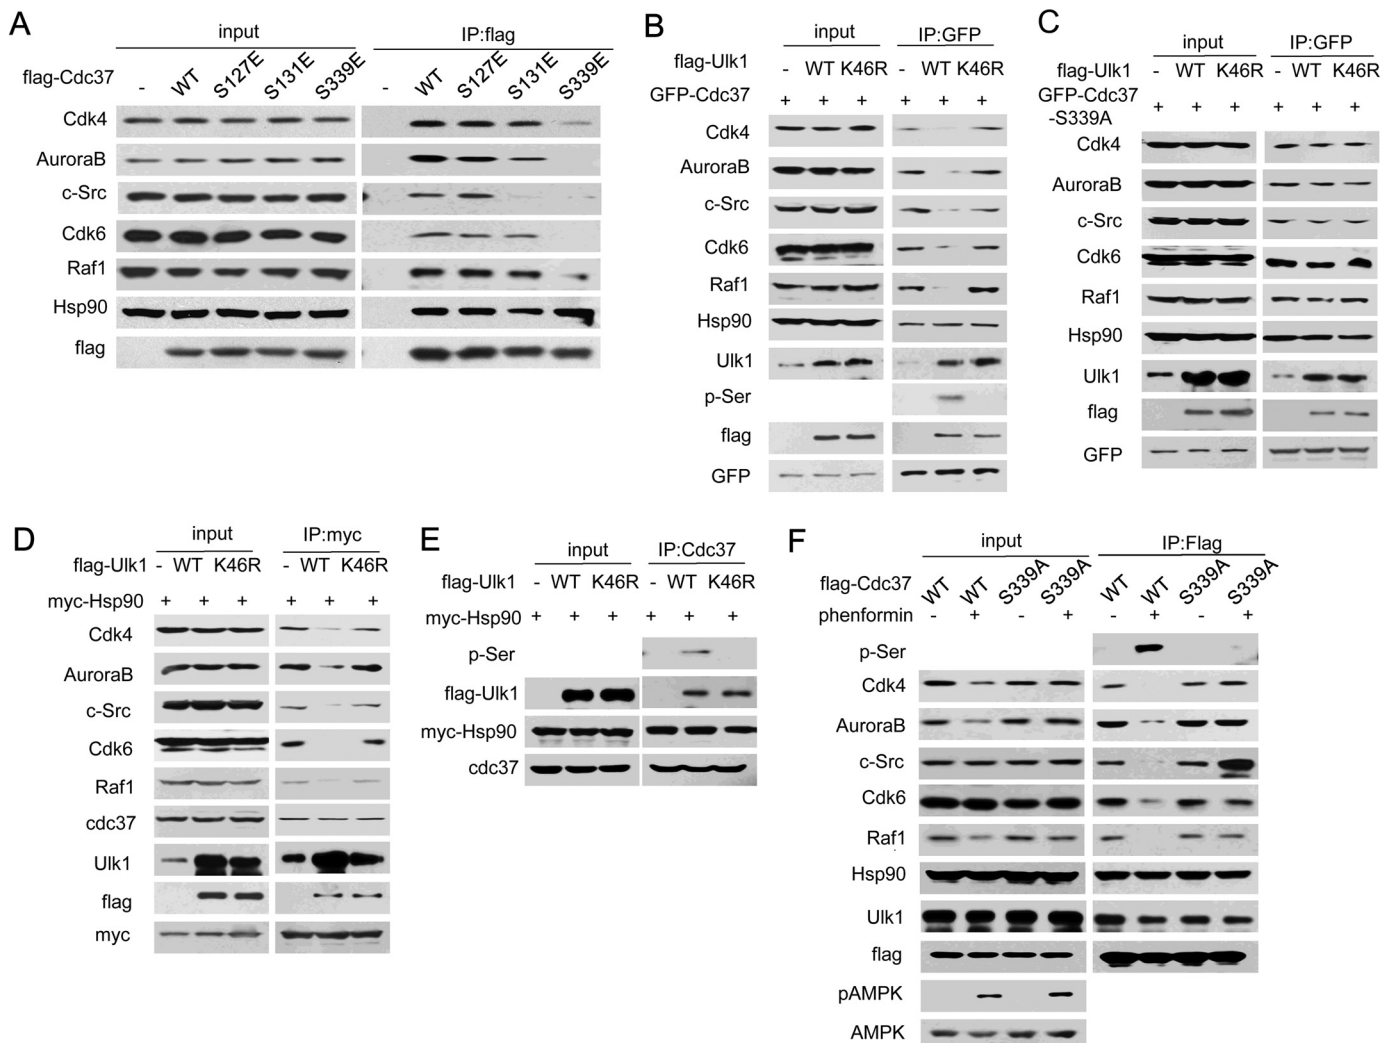 A
input IP:flag
flag-Cdc37 - WT S127E S131E S339E - WT S127E S131E S339E
Cdk4
AuroraB
c-Src
Cdk6
Raf1
Hsp90
flag
B
input IP:GFP
flag-Ulk1 - WT K46R - WT K46R
GFP-Cdc37 + + + + + +
Cdk4
AuroraB
c-Src
Cdk6
Raf1
Hsp90
Ulk1
p-Ser
flag
GFP
C
input IP:GFP
flag-Ulk1 - WT K46R - WT K46R
GFP-Cdc37
-S339A + + + + + +
Cdk4
AuroraB
c-Src
Cdk6
Raf1
Hsp90
Ulk1
flag
GFP
D
input IP:myc
flag-Ulk1 - WT K46R - WT K46R
myc-Hsp90 + + + + + +
Cdk4
AuroraB
c-Src
Cdk6
Raf1
cdc37
Ulk1
flag
myc
E
input IP:Cdc37
flag-Ulk1 - WT K46R - WT K46R
myc-Hsp90 + + + + + +
p-Ser
flag-Ulk1
myc-Hsp90
cdc37
F
input IP:Flag
flag-Cdc37 WT WT S339A S339A WT WT S339A S339A
phenformin - + - + - + - +
p-Ser
Cdk4
AuroraB
c-Src
Cdk6
Raf1
Hsp90
Ulk1
flag
pAMPK
AMPK